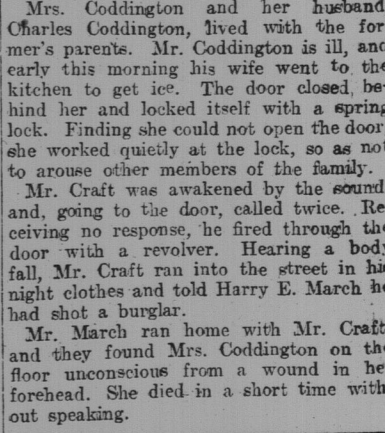 Mrs. Coddington and her husband
Charles Coddington, lived with the for
mer's parents. Mr. Coddington is ill, and
early this morning his wife went to the
kitchen to get ice. The door closed be-
hind her and locked itself with a spring
lock. Finding she could not open the door
she worked quietly at the lock, so as not
to arouse other members of the family.
Mr. Craft was awakened by the sound
and, going to the door, called twice. Re
ceiving no response, he fired through the
door with a revolver. Hearing a body
fall, Mr. Craft ran into the street in his
night clothes and told Harry E. March he
had shot a burglar.
Mr. March ran home with Mr. Craft
and they found Mrs. Coddington on th
floor unconscious from a wound in he
forehead. She died in a short time with
out speaking.